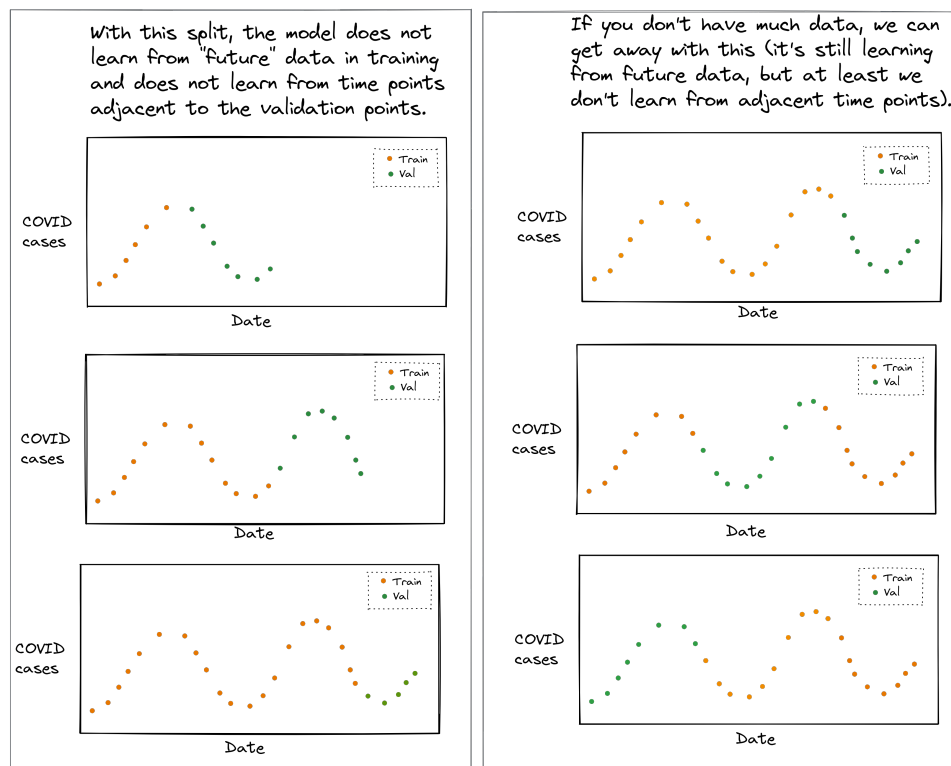 With this split, the model does not
learn from "future" data in training
and does not learn from time points
adjacent to the validation points.
Train
Val
COVID
cases
Date
Train
Val
COVID
cases
Date
Train
Val
COVID
cases
Date
If you don't have much data, we can
get away with this (it's still learning
from future data, but at least we
don't learn from adjacent time points).
Train
Val
COVID
cases
Date
Train
Val
COVID
cases
Date
Train
Val
COVID
cases
Date